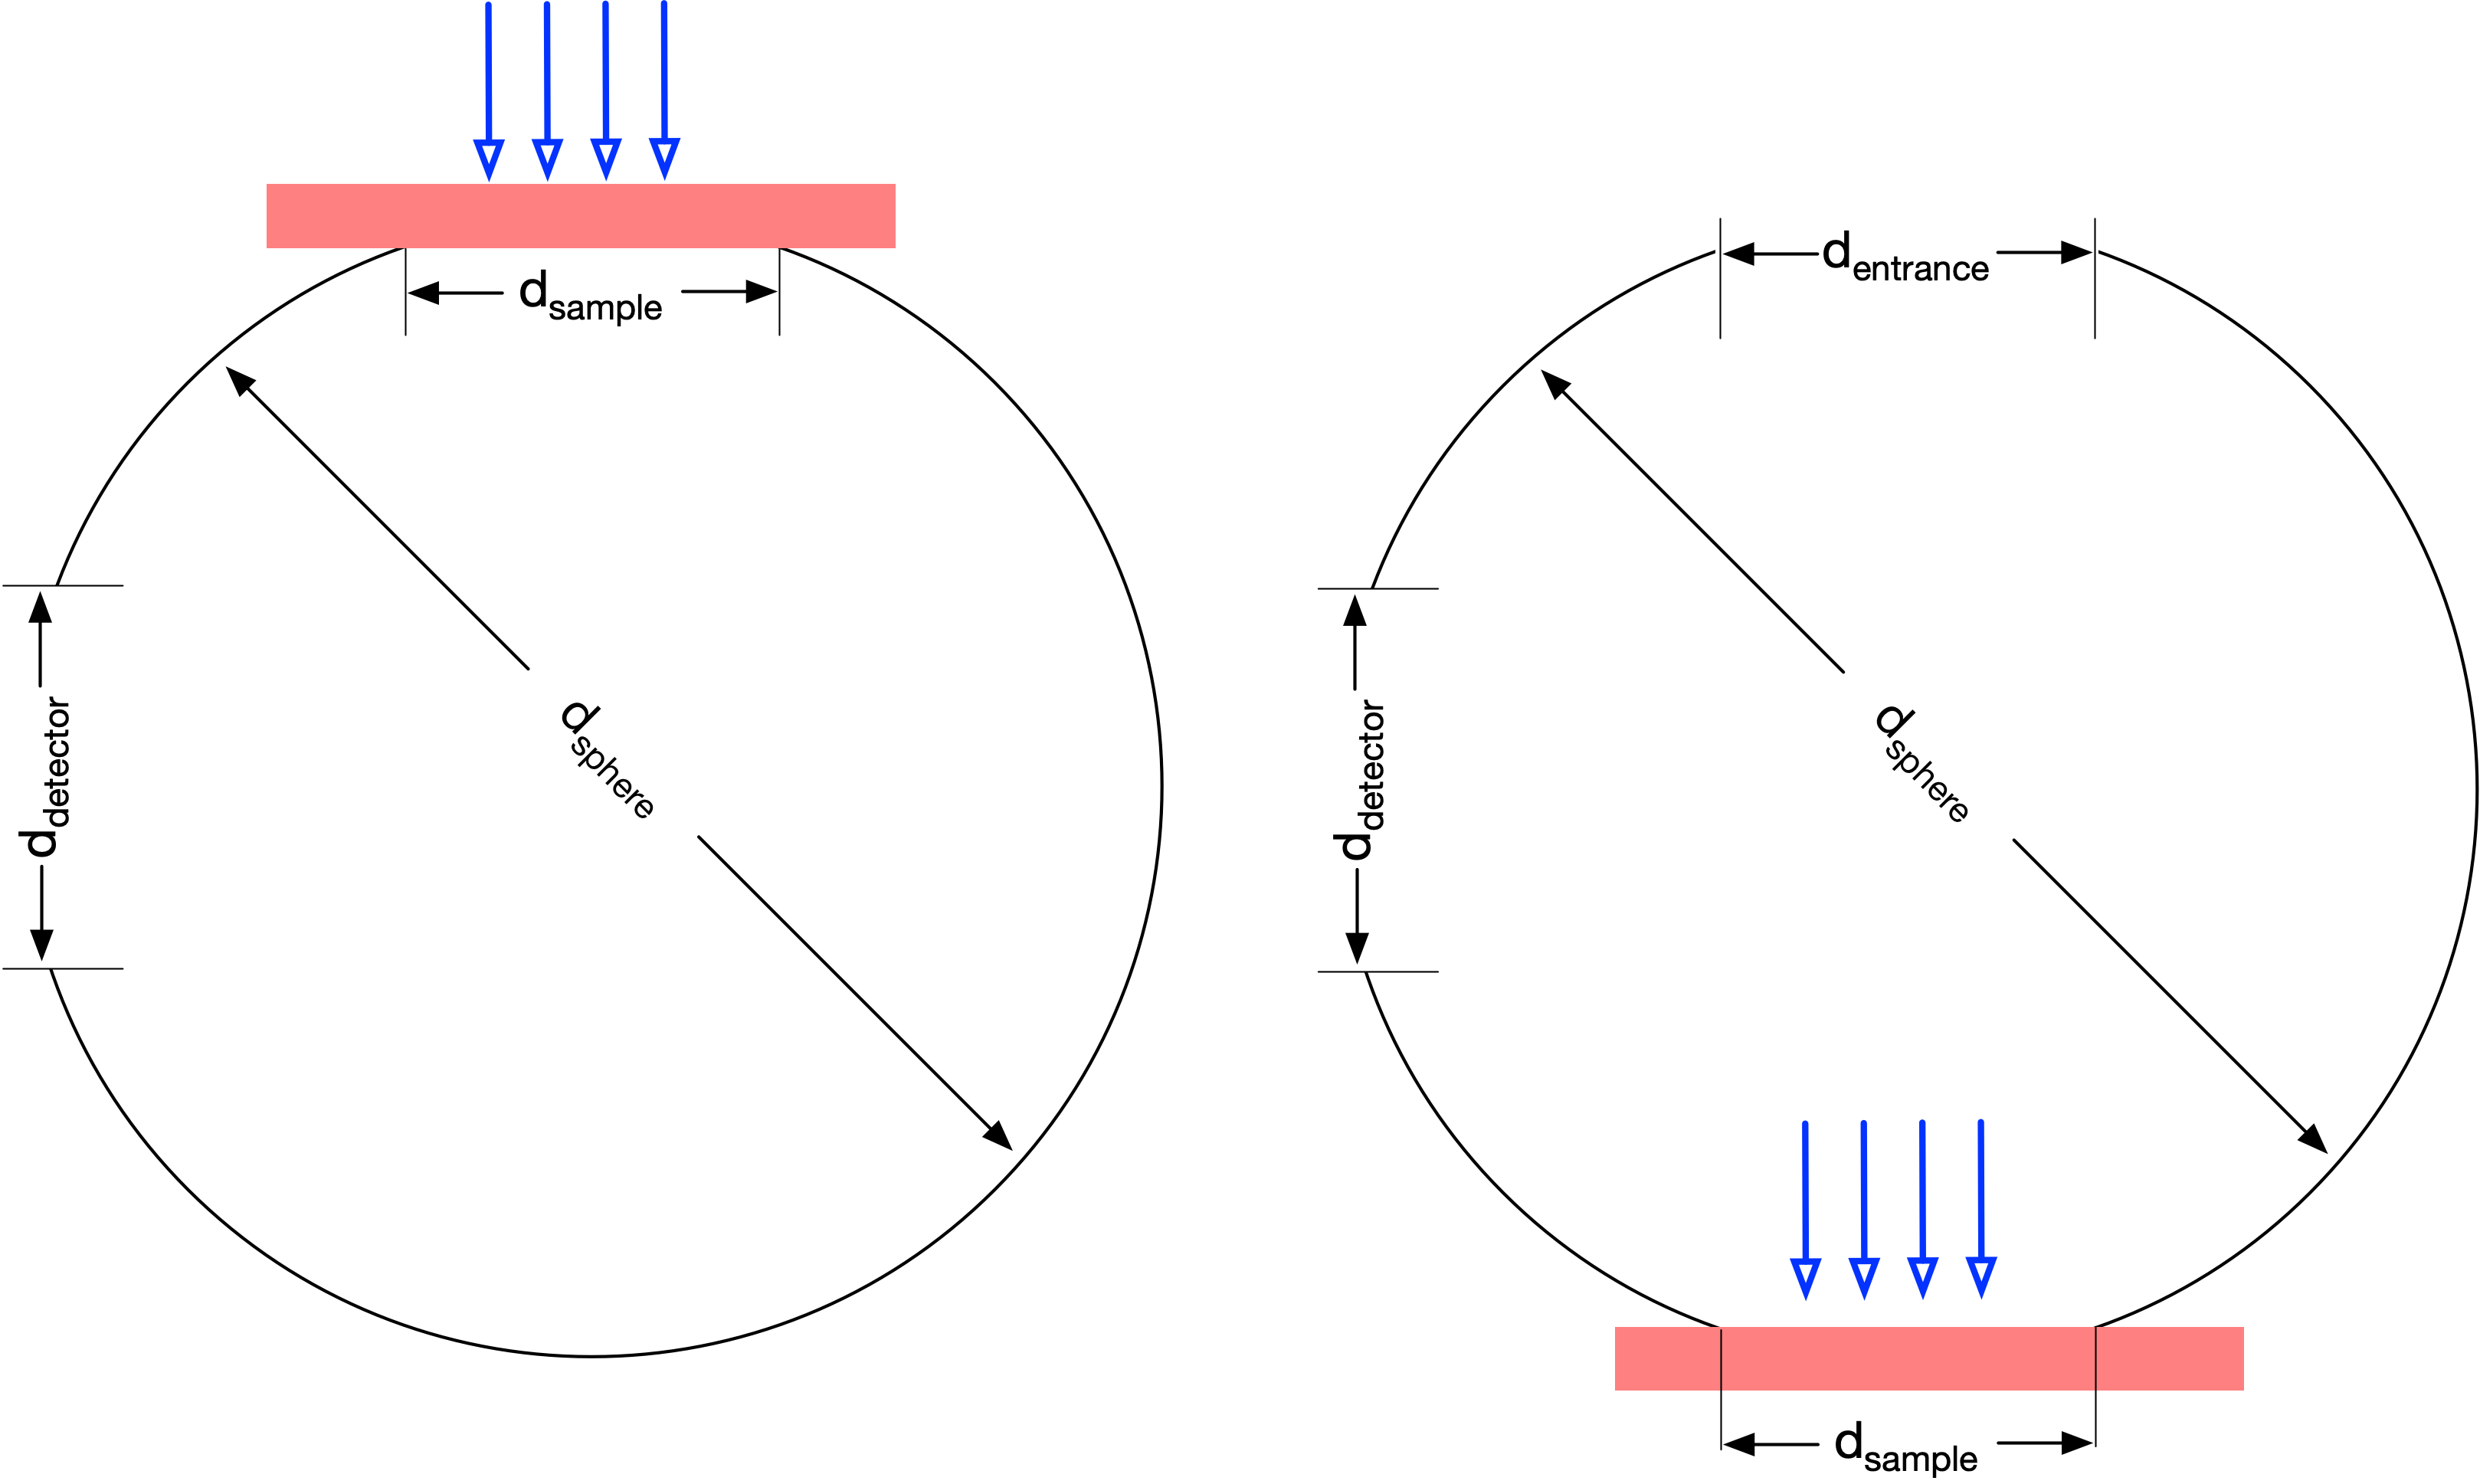 dsample
ddetector
dsphere
dentrance
ddetector
dsphere
dsample